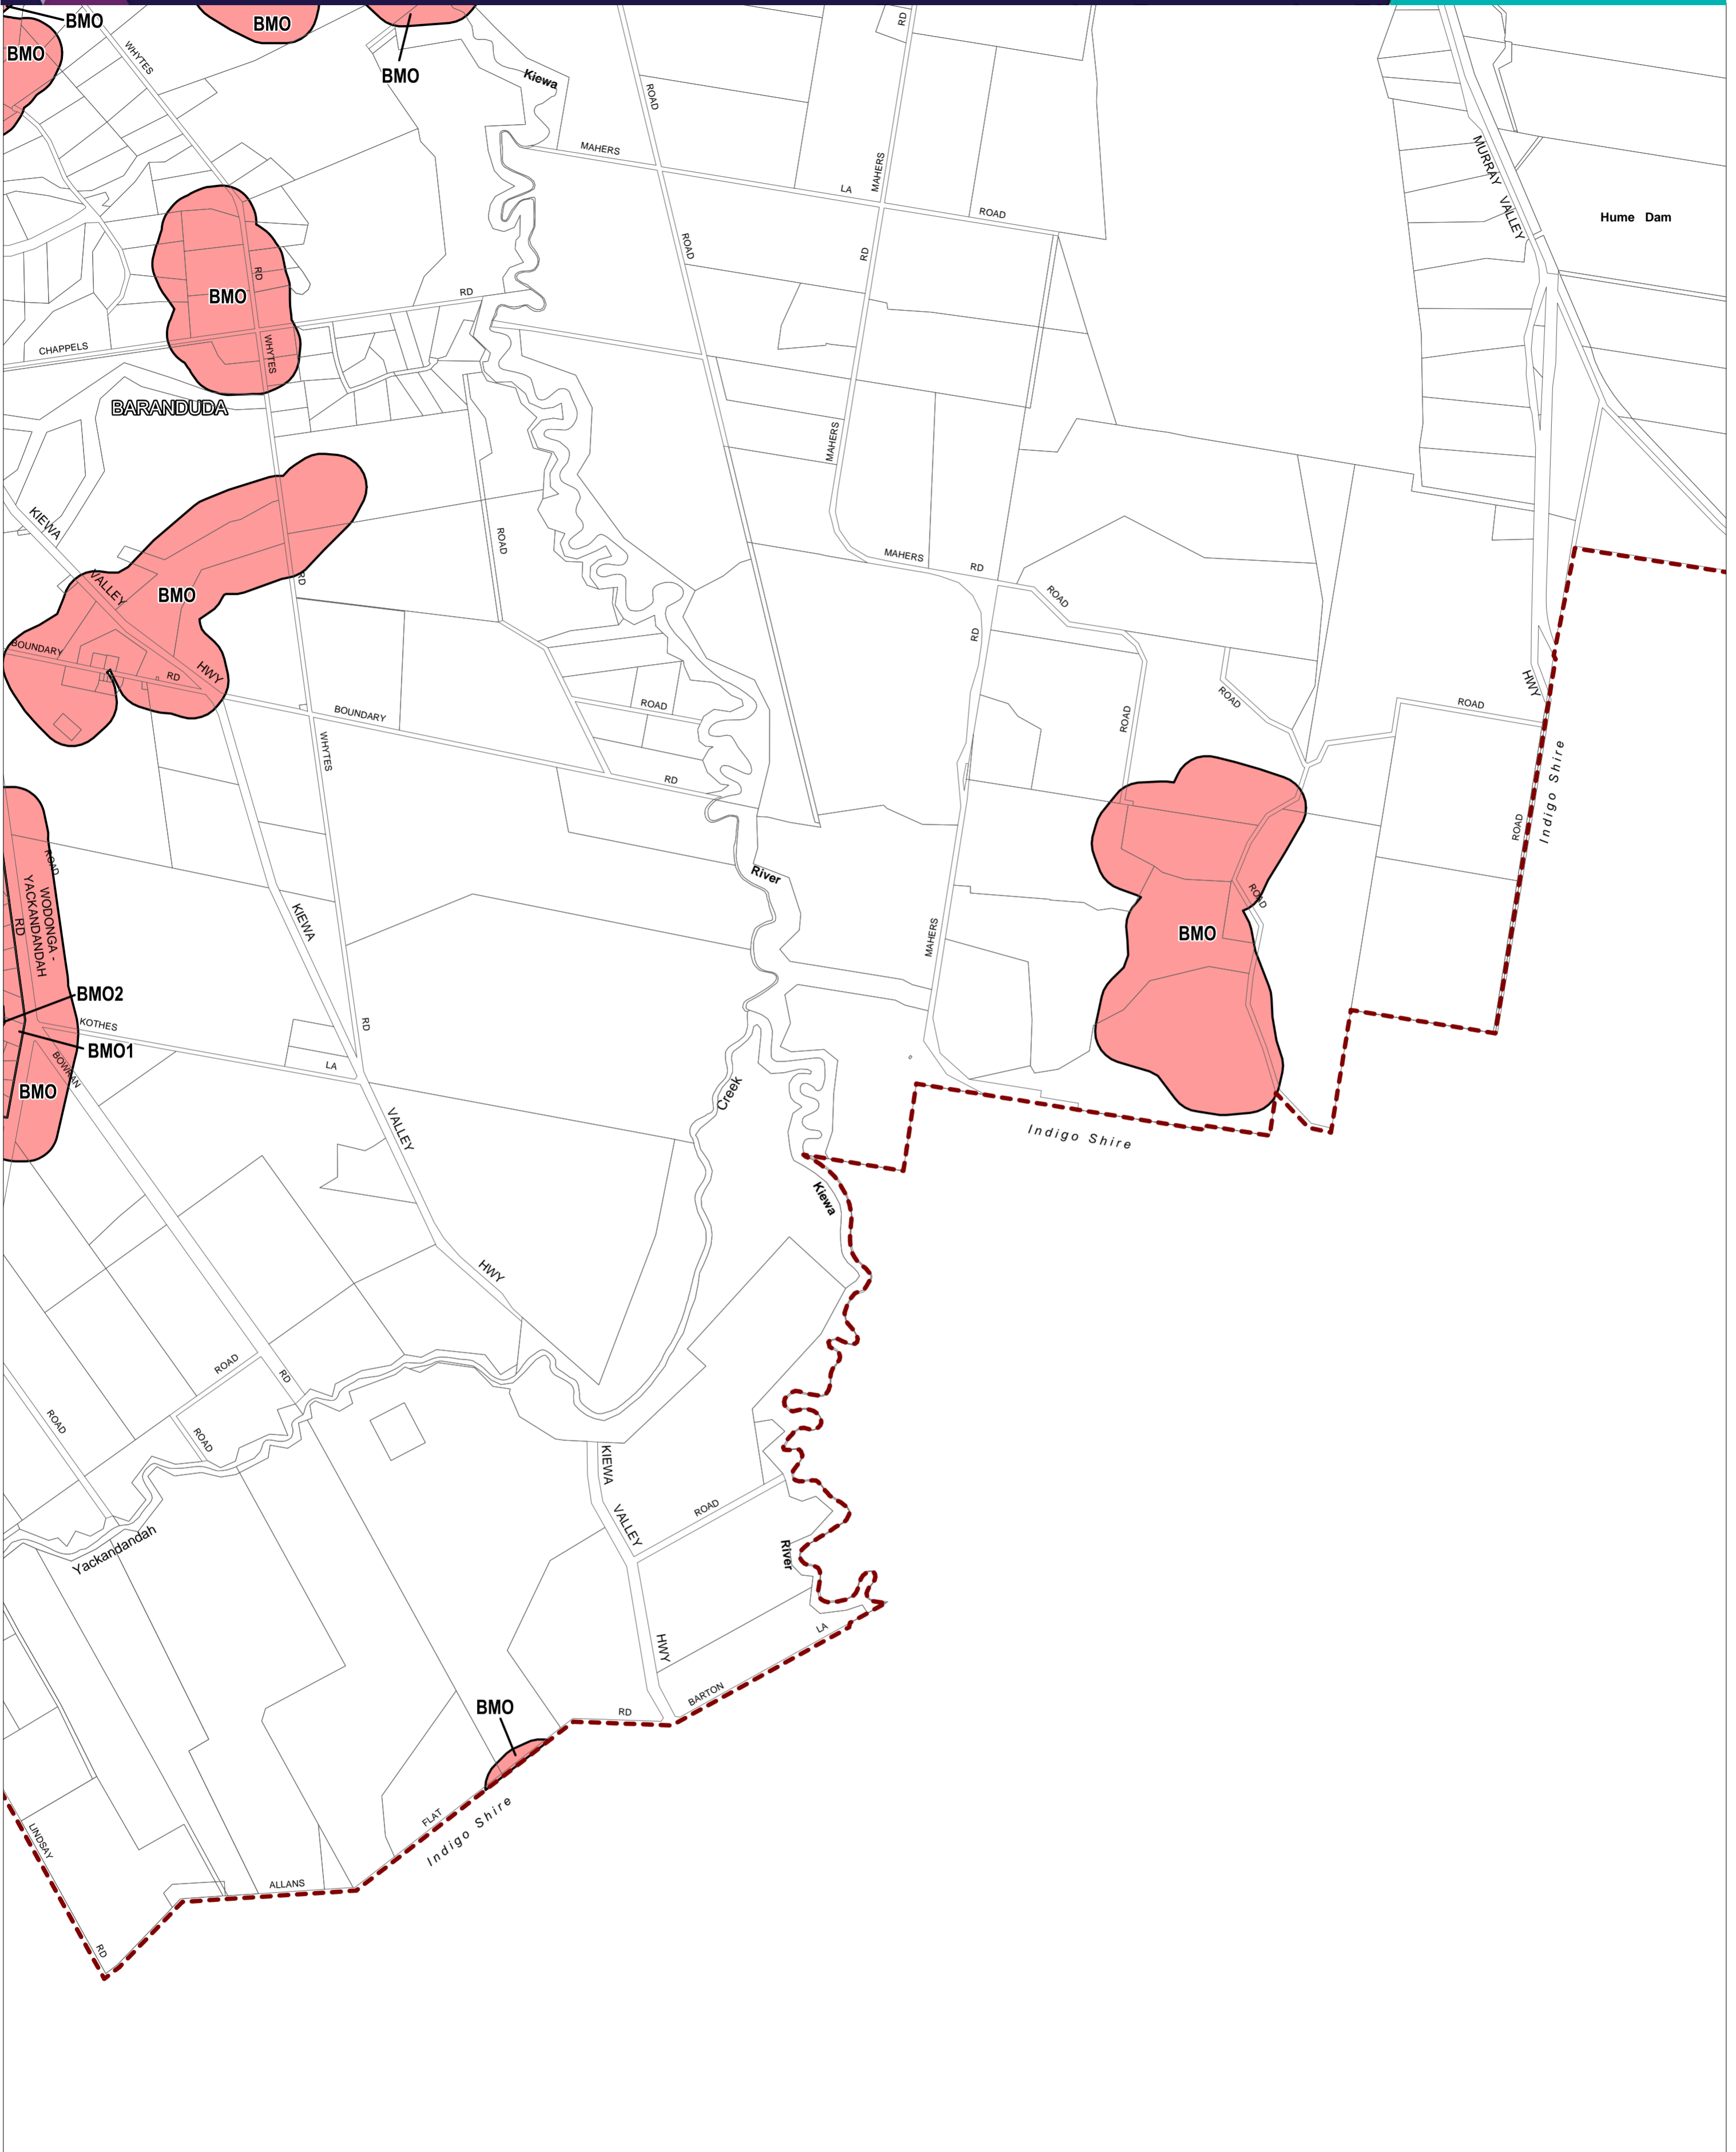 BMO
BMO
BMO
BMO
WHYTES
Kiewa
RD
ROAD
MAHERS
LA
MAHERS
ROAD
MURRAY
VALLEY
Hume Dam
ROAD
RD
RD
BMO
RD
CHAPPELS
WHYTES
BARANDUDA
MAHERS
KIEWA
VALLEY
HWY
ROAD
MAHERS
RD
ROAD
RD
BMO
BOUNDARY
RD
RD
BOUNDARY
WHYTES
ROAD
RD
RD
ROAD
ROAD
ROAD
HWY
ROAD
Indigo Shire
ROAD
WODONGA -
YACKANDANDAH
RD
KIEWA
River
MAHERS
ROAD
BMO
BMO2
KOTHES
BMO1
BOWRAN
BMO
RD
LA
VALLEY
Creek
Indigo Shire
Kiewa
HWY
ROAD
RD
ROAD
ROAD
KIEWA
VALLEY
ROAD
Yackandandah
River
HWY
LA
BARTON
RD
BMO
FLAT
Indigo Shire
LINDSAY
ALLANS
RD